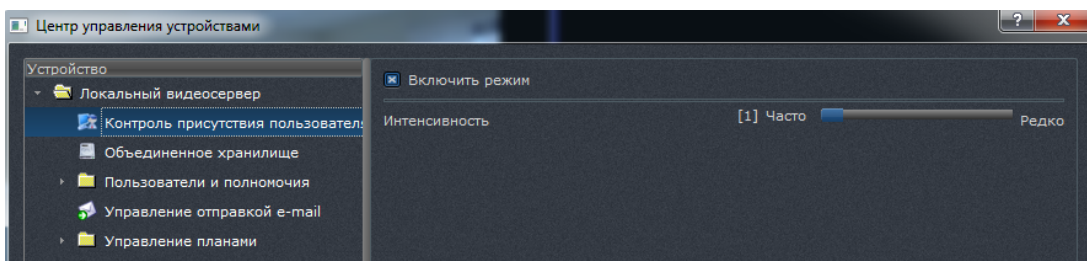 Центр управления устройствами
?
X
Устройство
Локальный видеосервер
Контроль присутствия пользовател
Объединенное хранилище
Пользователи и полномочия
Управление отправкой e-mail
Управление планами
Включить режим
Интенсивность [1] Часто Редко